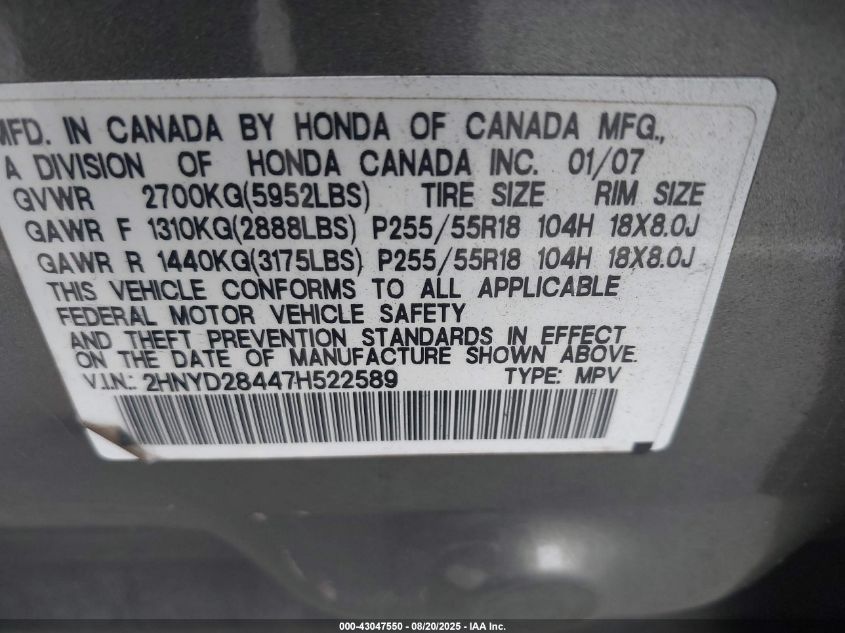 MFD. IN CANADA BY HONDA OF CANADA MFG.,
A DIVISION OF HONDA CANADA INC. 01/07
GVWR 2700KG(5952LBS) TIRE SIZE RIM SIZE
GAWR F 1310KG(2888LBS) P255/55R18 104H 18X8.0J
GAWR R 1440KG(3175LBS) P255/55R18 104H 18X8.0J
THIS VEHICLE CONFORMS TO ALL APPLICABLE
FEDERAL MOTOR VEHICLE SAFETY
AND THEFT PREVENTION STANDARDS IN EFFECT
ON THE DATE OF MANUFACTURE SHOWN ABOVE.
V.I.N.: 2HNYD28447H522589 TYPE: MPV
000-43047550 - 08/20/2025 - IAA Inc.